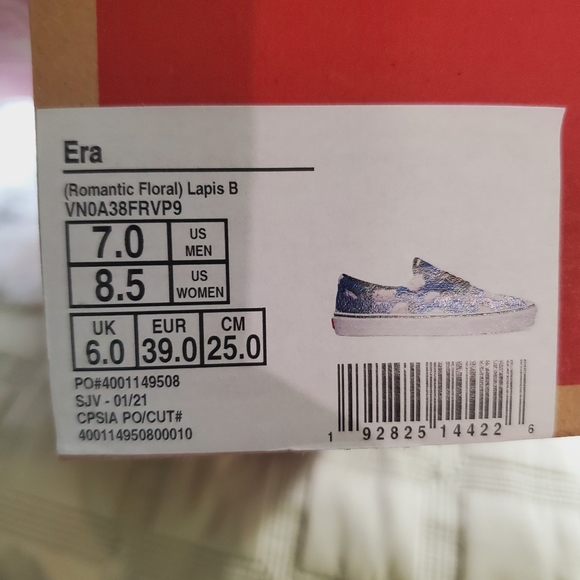 Era
(Romantic Floral) Lapis B
VN0A38FRVP9
7.0 US MEN
8.5 US WOMEN
UK EUR CM
6.0 39.0 25.0
PO#4001149508
SJV - 01/21
CPSIA PO/CUT#
400114950800010
1 92825 14422 6